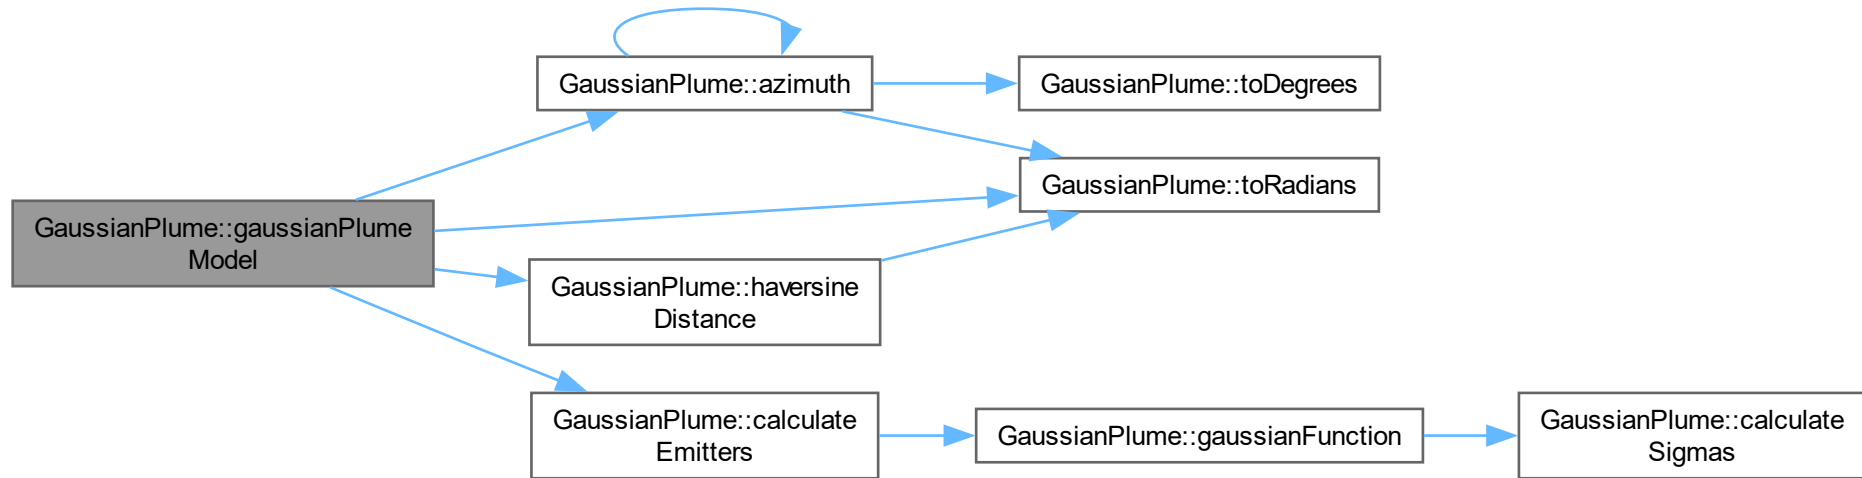 GaussianPlume::azimuth
GaussianPlume::toDegrees
GaussianPlume::toRadians
GaussianPlume::gaussianPlume
Model
GaussianPlume::haversine
Distance
GaussianPlume::calculate
Emitters
GaussianPlume::gaussianFunction
GaussianPlume::calculate
Sigmas